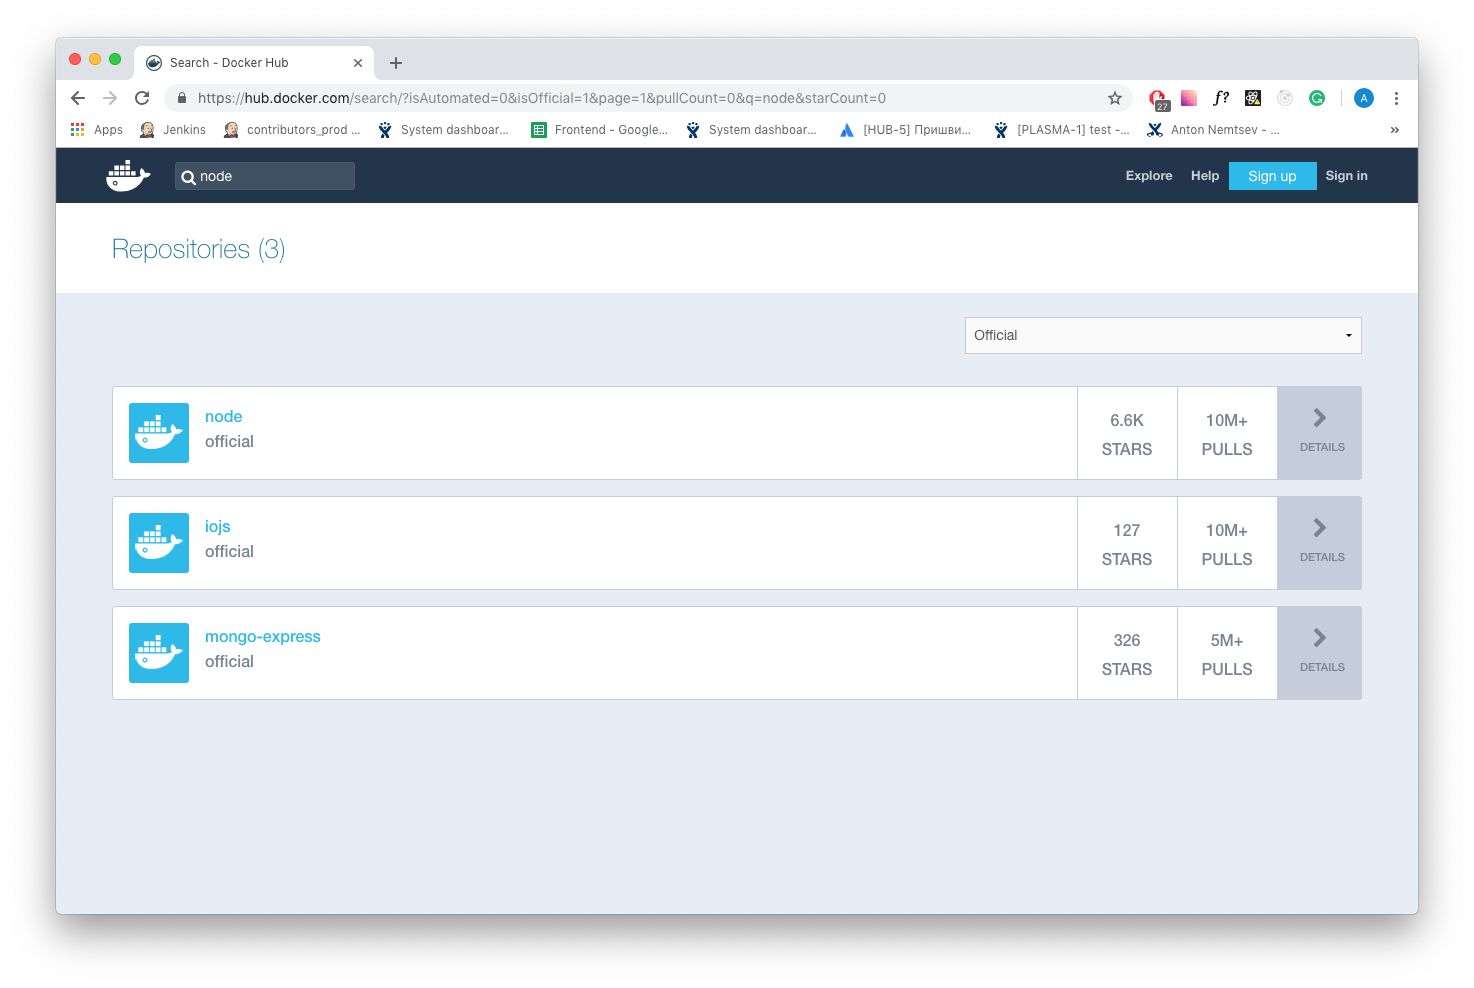 Search - Docker Hub
https://hub.docker.com/search/?isAutomated=0&isOfficial=1&page=1&pullCount=0&q=node&starCount=0
27
f?
A
Apps
Jenkins
contributors_prod ...
System dashboar...
Frontend - Google...
System dashboar...
[HUB-5] Пришви...
[PLASMA-1] test -...
Anton Nemtsev - ...
»
node
Explore
Help
Sign up
Sign in
Repositories (3)
Official
node
official
6.6K
STARS
10M+
PULLS
DETAILS
iojs
official
127
STARS
10M+
PULLS
DETAILS
mongo-express
official
326
STARS
5M+
PULLS
DETAILS